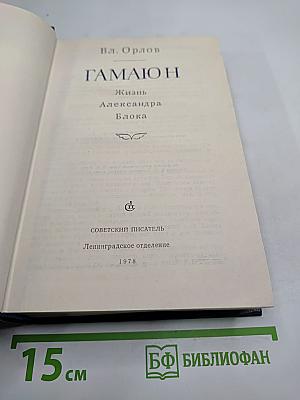 Вл. Орлов
ГАМАЮН
Жизнь
Александра
Блока
СОВЕТСКИЙ ПИСАТЕЛЬ
Ленинградское отделение
1978
15 см
БФ БИБЛИОФАН